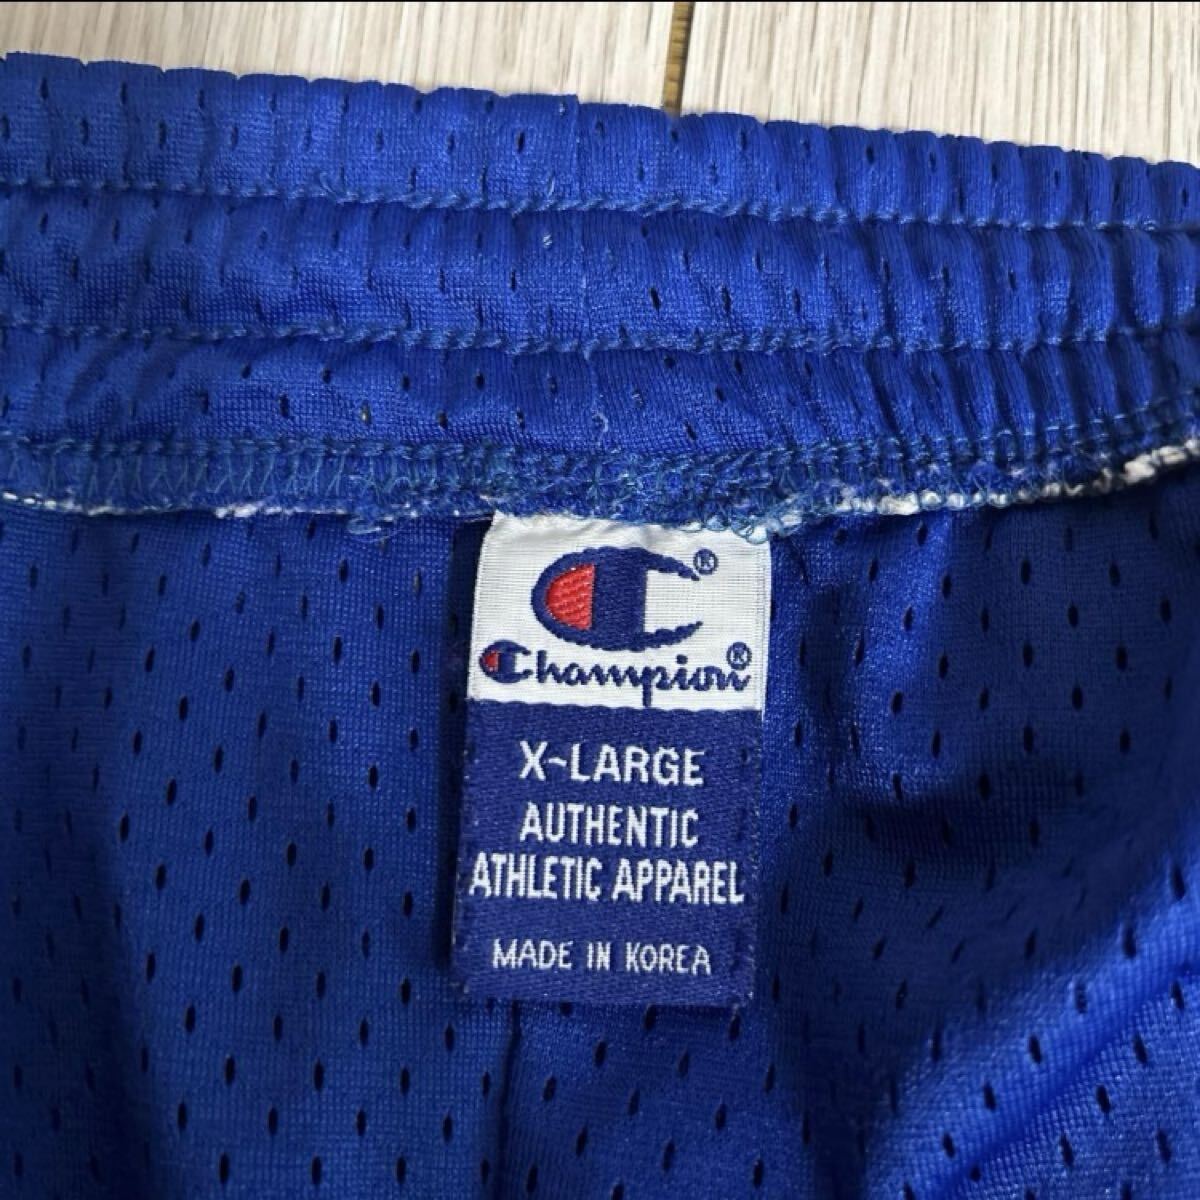 C®
Champion®
X-LARGE
AUTHENTIC
ATHLETIC APPAREL
MADE IN KOREA